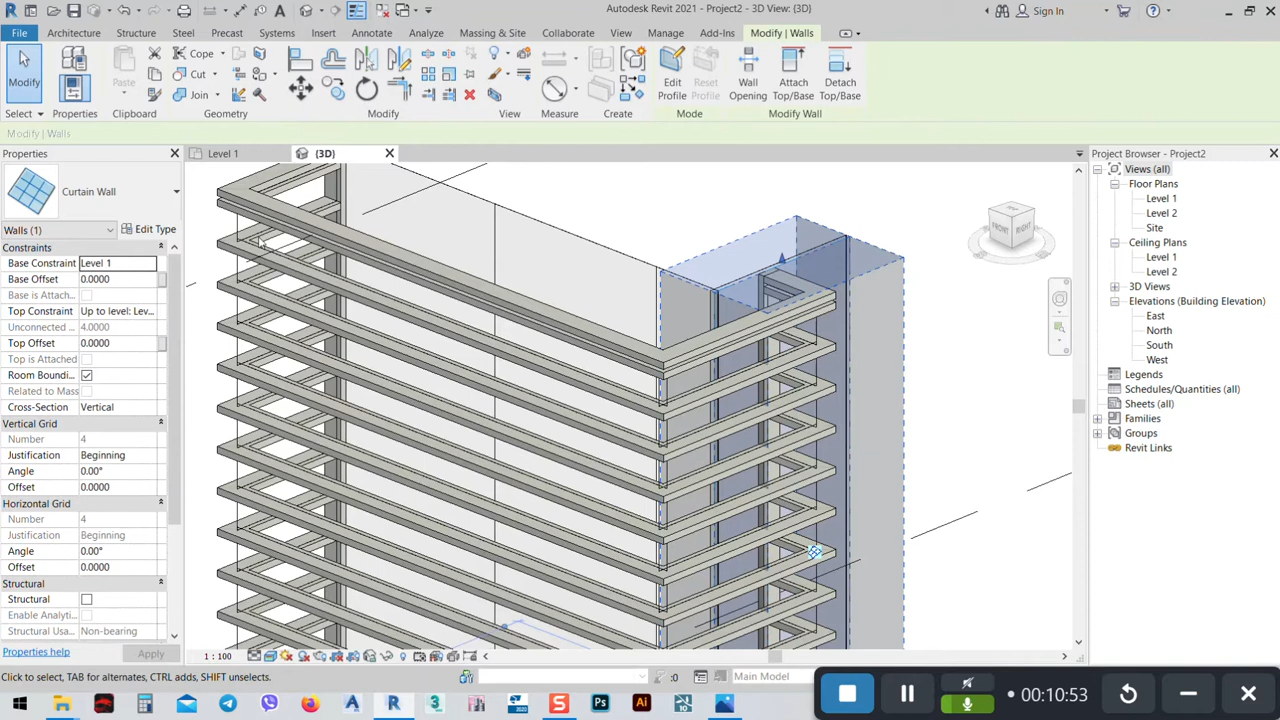 Autodesk Revit 2021 - Project2 - 3D View: {3D}
Sign In
File Architecture Structure Steel Precast Systems Insert Annotate Analyze Massing & Site Collaborate View Manage Add-Ins Modify | Walls
Modify
Paste
Cope
Cut
Join
Edit Profile
Reset Profile
Wall Opening
Attach Top/Base
Detach Top/Base
Select Properties Clipboard Geometry Modify View Measure Create Mode Modify Wall
Modify | Walls
Properties
Level 1
{3D}
Project Browser - Project2
Curtain Wall
Walls (1)
Edit Type
Constraints
Base Constraint Level 1
Base Offset 0.0000
Base is Attach...
Top Constraint Up to level: Lev...
Unconnected ... 4.0000
Top Offset 0.0000
Top is Attached
Room Boundi...
Related to Mass
Cross-Section Vertical
Vertical Grid
Number 4
Justification Beginning
Angle 0.00°
Offset 0.0000
Horizontal Grid
Number 4
Justification Beginning
Angle 0.00°
Offset 0.0000
Structural
Structural
Enable Analyti...
Structural Usa... Non-bearing
Properties help
Apply
TOP
FRONT
RIGHT
Views (all)
Floor Plans
Level 1
Level 2
Site
Ceiling Plans
Level 1
Level 2
3D Views
Elevations (Building Elevation)
East
North
South
West
Legends
Schedules/Quantities (all)
Sheets (all)
Families
Groups
Revit Links
1 : 100
Click to select, TAB for alternates, CTRL adds, SHIFT unselects.
:0
Main Model
00:10:53